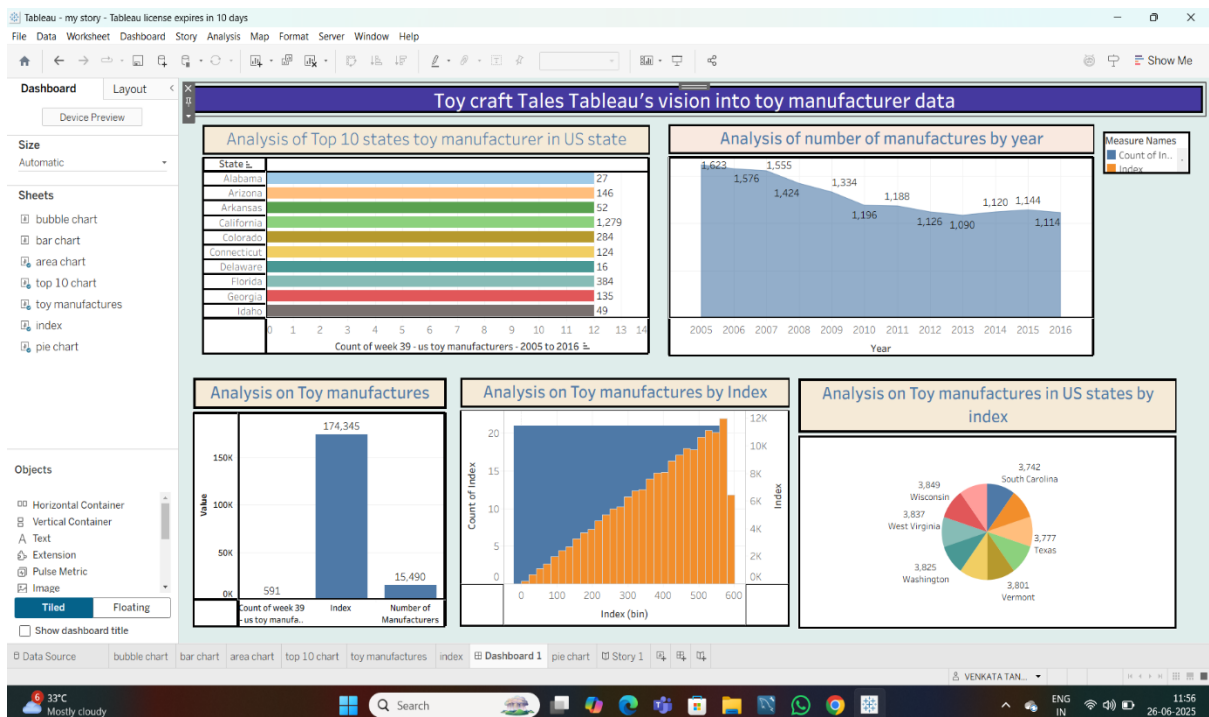 Tableau - my story - Tableau license expires in 10 days
File Data Worksheet Dashboard Story Analysis Map Format Server Window Help
Show Me
Dashboard Layout
Device Preview
Size
Automatic
Sheets
bubble chart
bar chart
area chart
top 10 chart
toy manufactures
index
pie chart
Objects
Horizontal Container
Vertical Container
Text
Extension
Pulse Metric
Image
Tiled Floating
Show dashboard title
Toy craft Tales Tableau's vision into toy manufacturer data
Analysis of Top 10 states toy manufacturer in US state
State
Alabama 27
Arizona 146
Arkansas 52
California 1,279
Colorado 284
Connecticut 124
Delaware 16
Florida 384
Georgia 135
Idaho 49
0 1 2 3 4 5 6 7 8 9 10 11 12 13 14
Count of week 39 - us toy manufacturers - 2005 to 2016
Analysis of number of manufactures by year
1,623 1,576 1,555 1,424 1,334 1,196 1,188 1,126 1,090 1,120 1,144 1,114
2005 2006 2007 2008 2009 2010 2011 2012 2013 2014 2015 2016
Year
Measure Names
Count of In..
Index
Analysis on Toy manufactures
Value
150K
100K
50K
0K
591 174,345 15,490
Count of week 39 - us toy manufa.. Index Number of Manufacturers
Analysis on Toy manufactures by Index
Count of Index
20
15
10
5
0
12K
10K
8K
6K
4K
2K
0K
Index
0 100 200 300 400 500 600
Index (bin)
Analysis on Toy manufactures in US states by
index
3,742
South Carolina
3,777
Texas
3,801
Vermont
3,825
Washington
3,837
West Virginia
3,849
Wisconsin
Data Source bubble chart bar chart area chart top 10 chart toy manufactures index Dashboard 1 pie chart Story 1
VENKATA TAN...
6
33°C
Mostly cloudy
Search
ENG
IN
11:56
26-06-2025